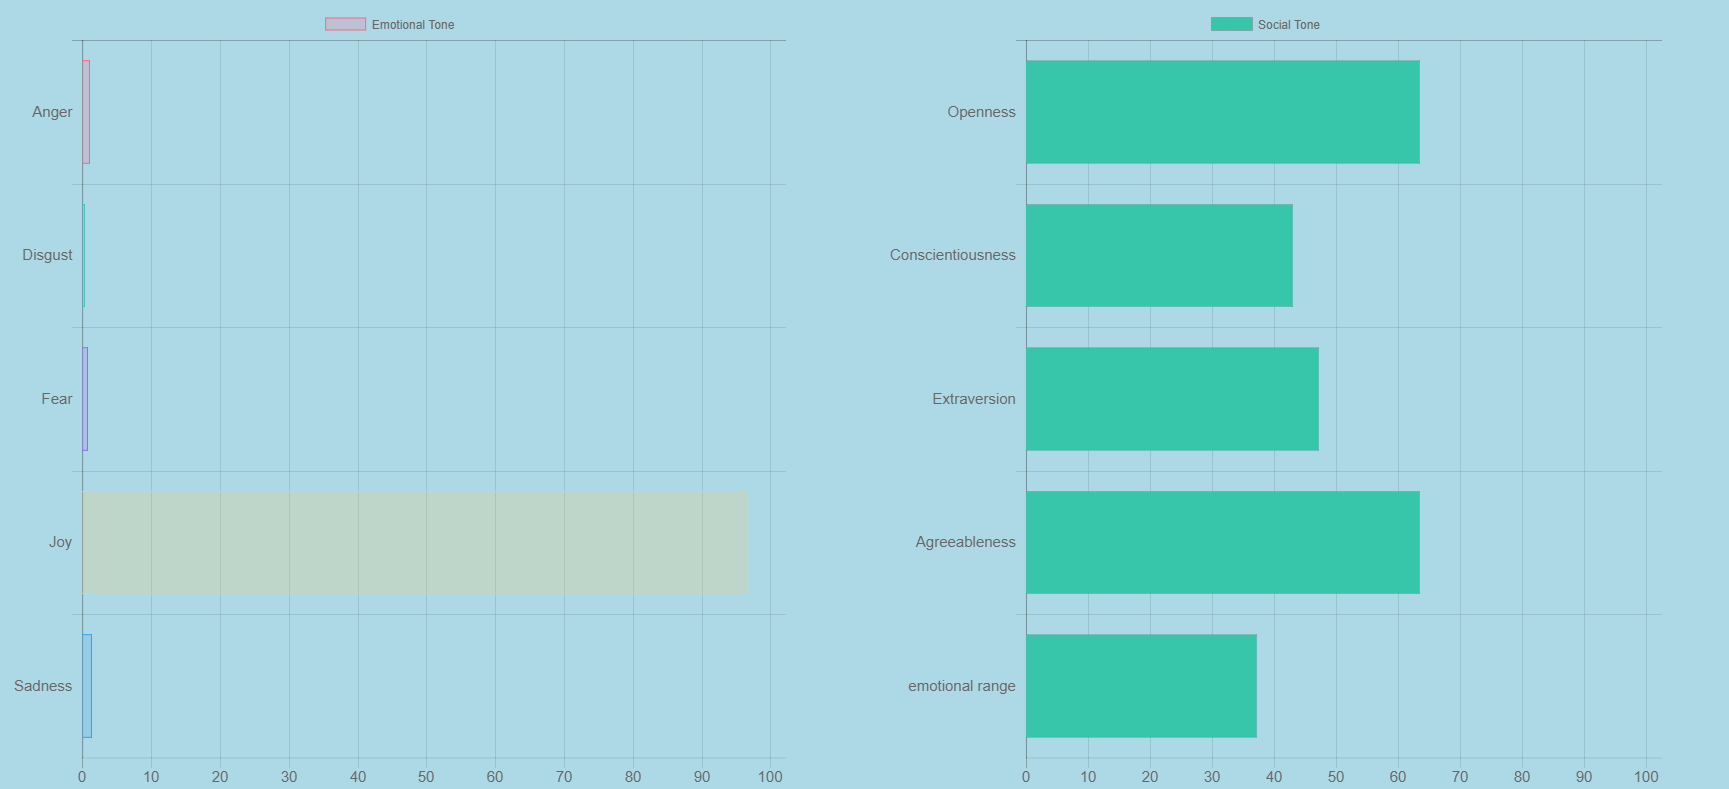 Emotional Tone
Anger
Disgust
Fear
Joy
Sadness
0 10 20 30 40 50 60 70 80 90 100
Social Tone
Openness
Conscientiousness
Extraversion
Agreeableness
emotional range
0 10 20 30 40 50 60 70 80 90 100